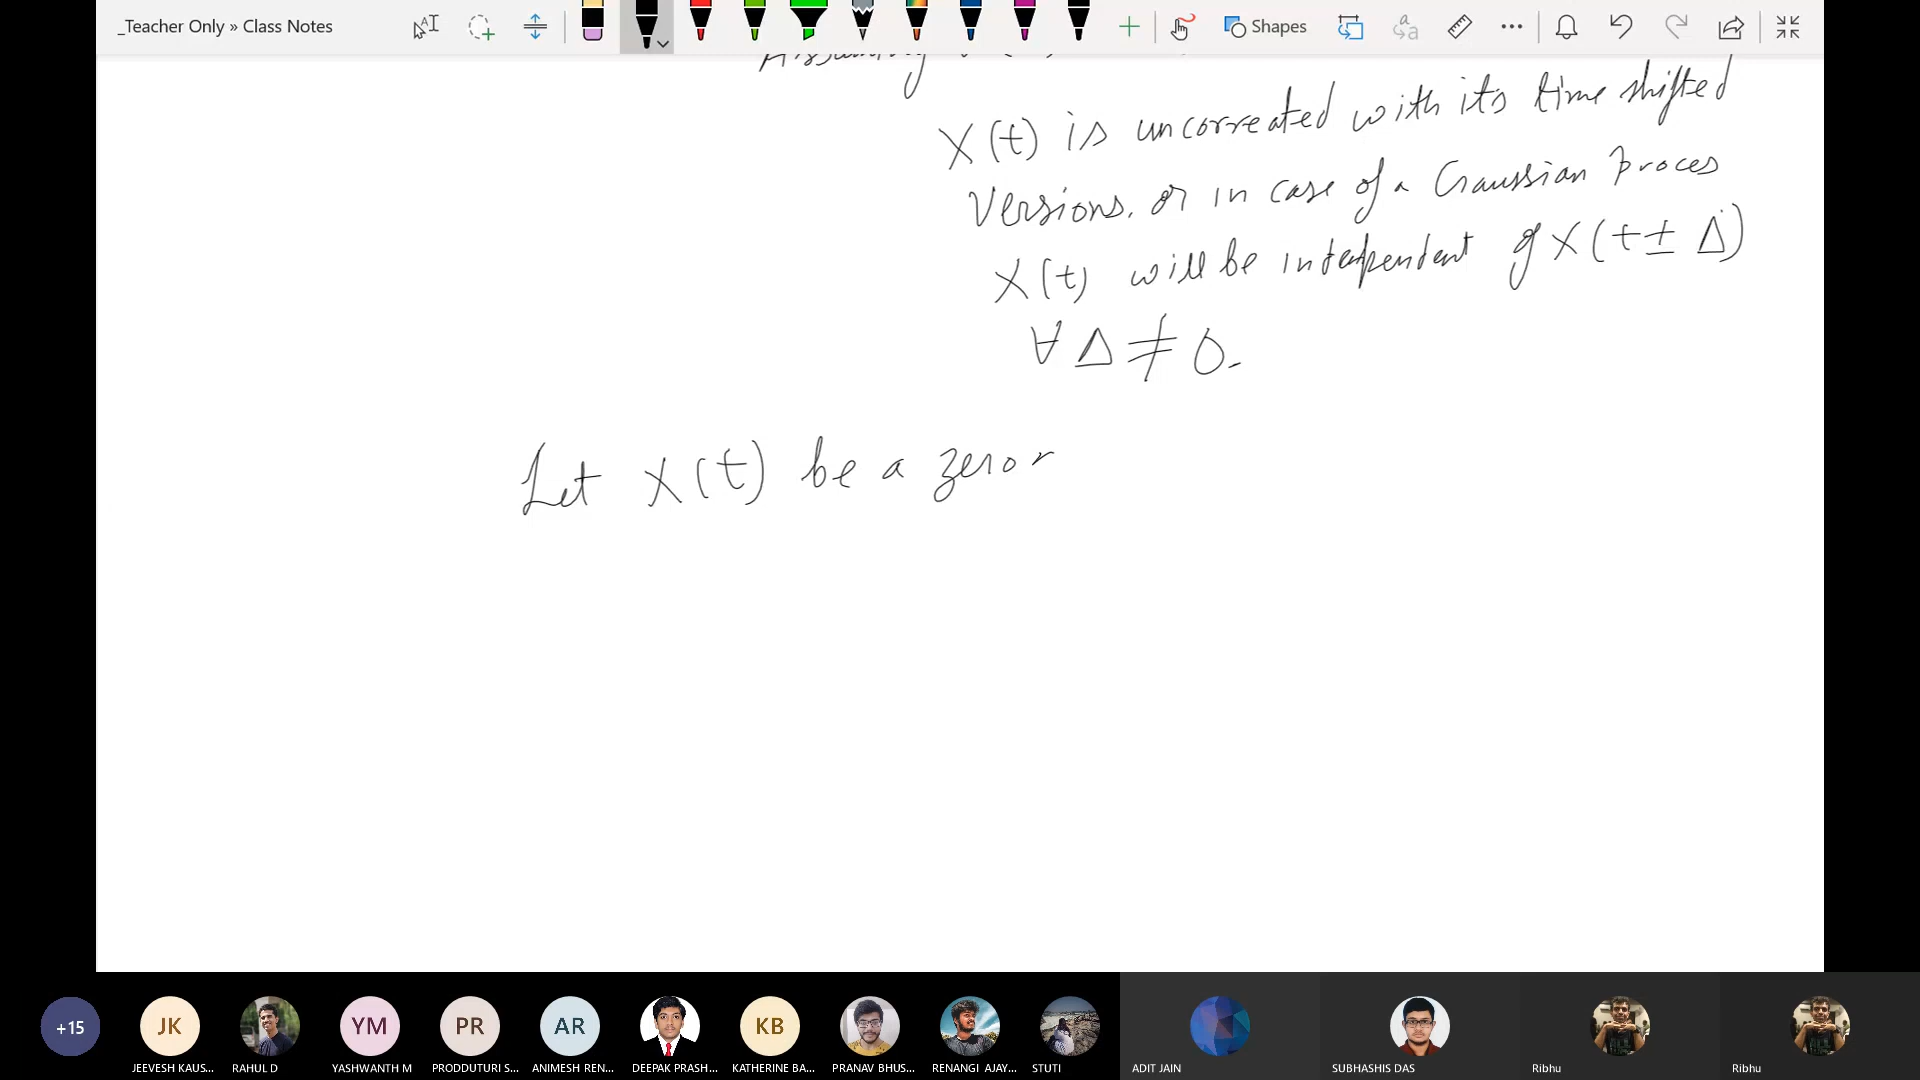 _Teacher Only » Class Notes
Shapes
Assuming
X(t) is uncorreated with its time shifted
Versions. or in case of a Gaussian Proces
X(t) will be independent of X(t ± Δ)
∀ Δ ≠ 0.
Let X(t) be a zero
+15
JK
YM
PR
AR
KB
JEEVESH KAUS...
RAHUL D
YASHWANTH M
PRODDUTURI S...
ANIMESH REN...
DEEPAK PRASH...
KATHERINE BA...
PRANAV BHUS...
RENANGI AJAY...
STUTI
ADIT JAIN
SUBHASHIS DAS
Ribhu
Ribhu